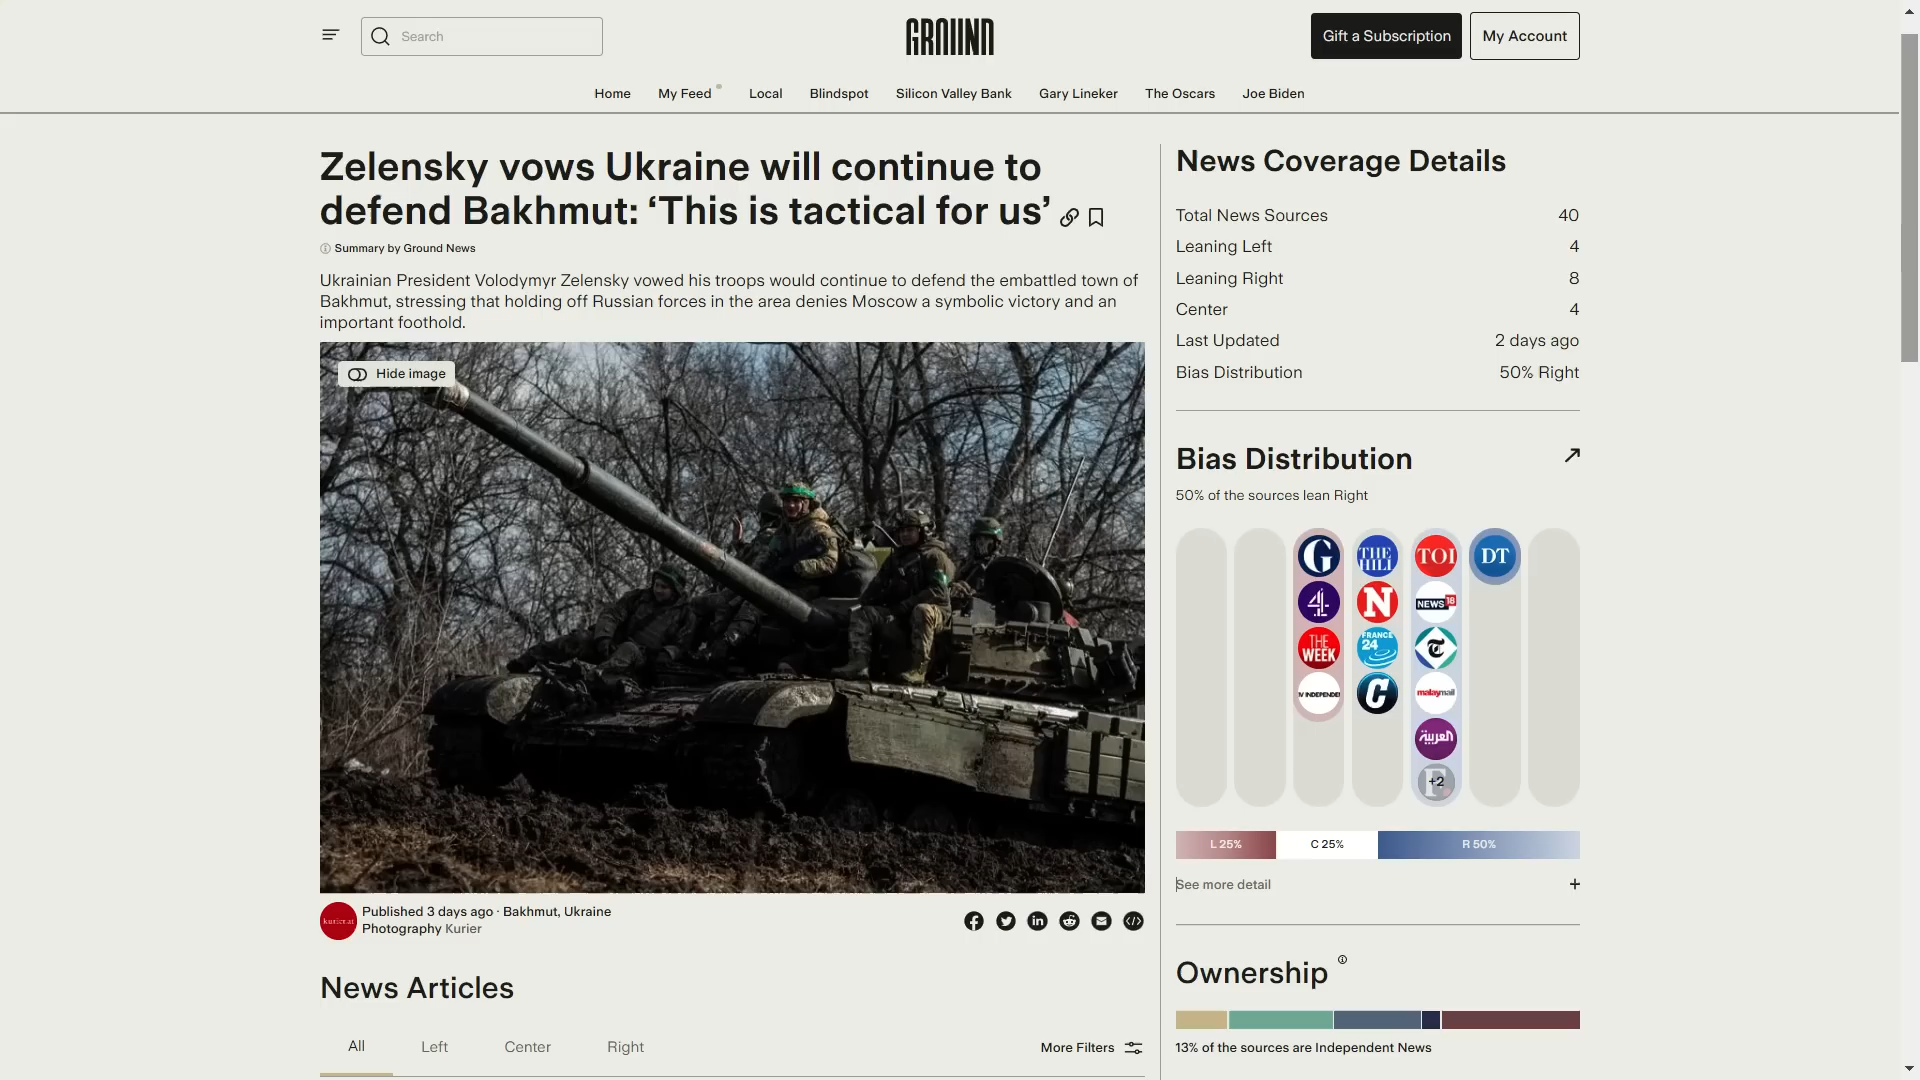 Search
GROUND
Gift a Subscription
My Account
Home
My Feed
Local
Blindspot
Silicon Valley Bank
Gary Lineker
The Oscars
Joe Biden
Zelensky vows Ukraine will continue to
defend Bakhmut: ‘This is tactical for us’
Summary by Ground News
Ukrainian President Volodymyr Zelensky vowed his troops would continue to defend the embattled town of
Bakhmut, stressing that holding off Russian forces in the area denies Moscow a symbolic victory and an
important foothold.
Hide image
kurier.at
Published 3 days ago · Bakhmut, Ukraine
Photography Kurier
News Articles
All
Left
Center
Right
More Filters
News Coverage Details
Total News Sources 40
Leaning Left 4
Leaning Right 8
Center 4
Last Updated 2 days ago
Bias Distribution 50% Right
Bias Distribution
50% of the sources lean Right
G
THE HILL
TOI
DT
4
N
NEWS 18
THE WEEK
FRANCE 24
T
INDEPENDEN
C
malaymail
العربية
F
+2
L 25%
C 25%
R 50%
See more detail
+
Ownership
13% of the sources are Independent News